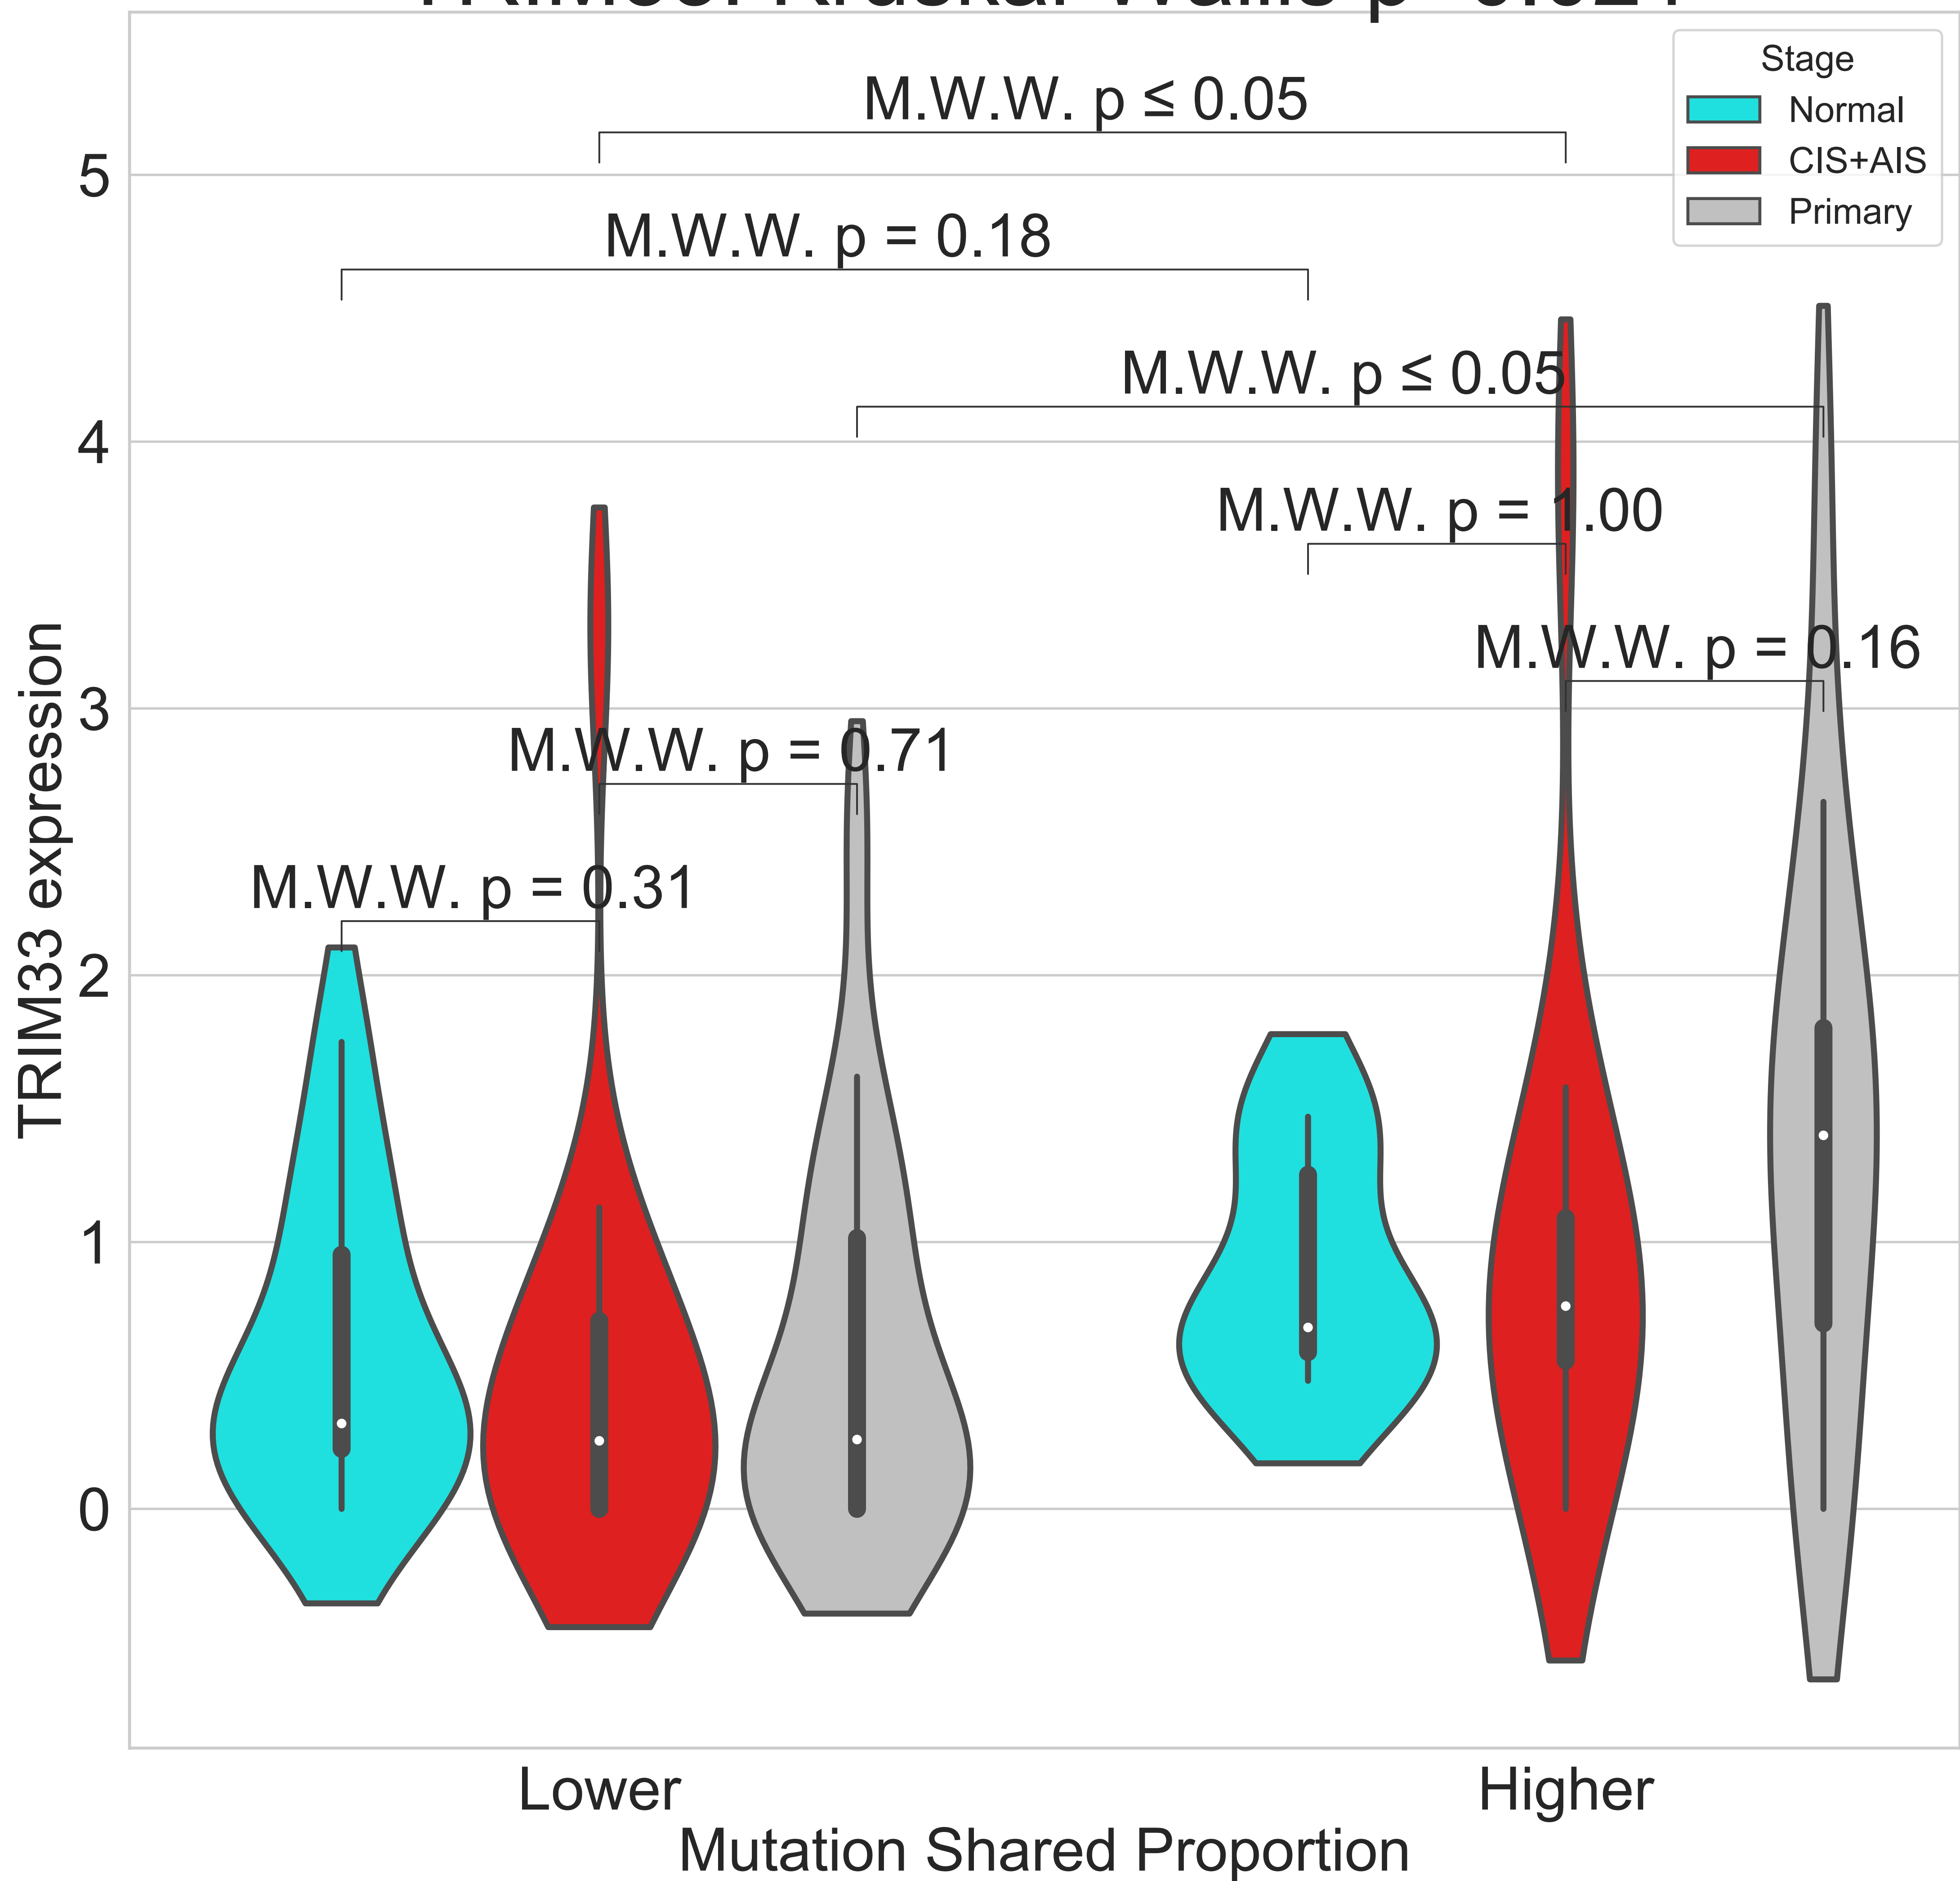 Stage
Normal
CIS+AIS
Primary
M.W.W. p ≤ 0.05
M.W.W. p = 0.18
M.W.W. p ≤ 0.05
M.W.W. p = 1.00
M.W.W. p = 0.16
M.W.W. p = 0.71
M.W.W. p = 0.31
5
4
3
2
1
0
TRIM33 expression
Lower
Higher
Mutation Shared Proportion